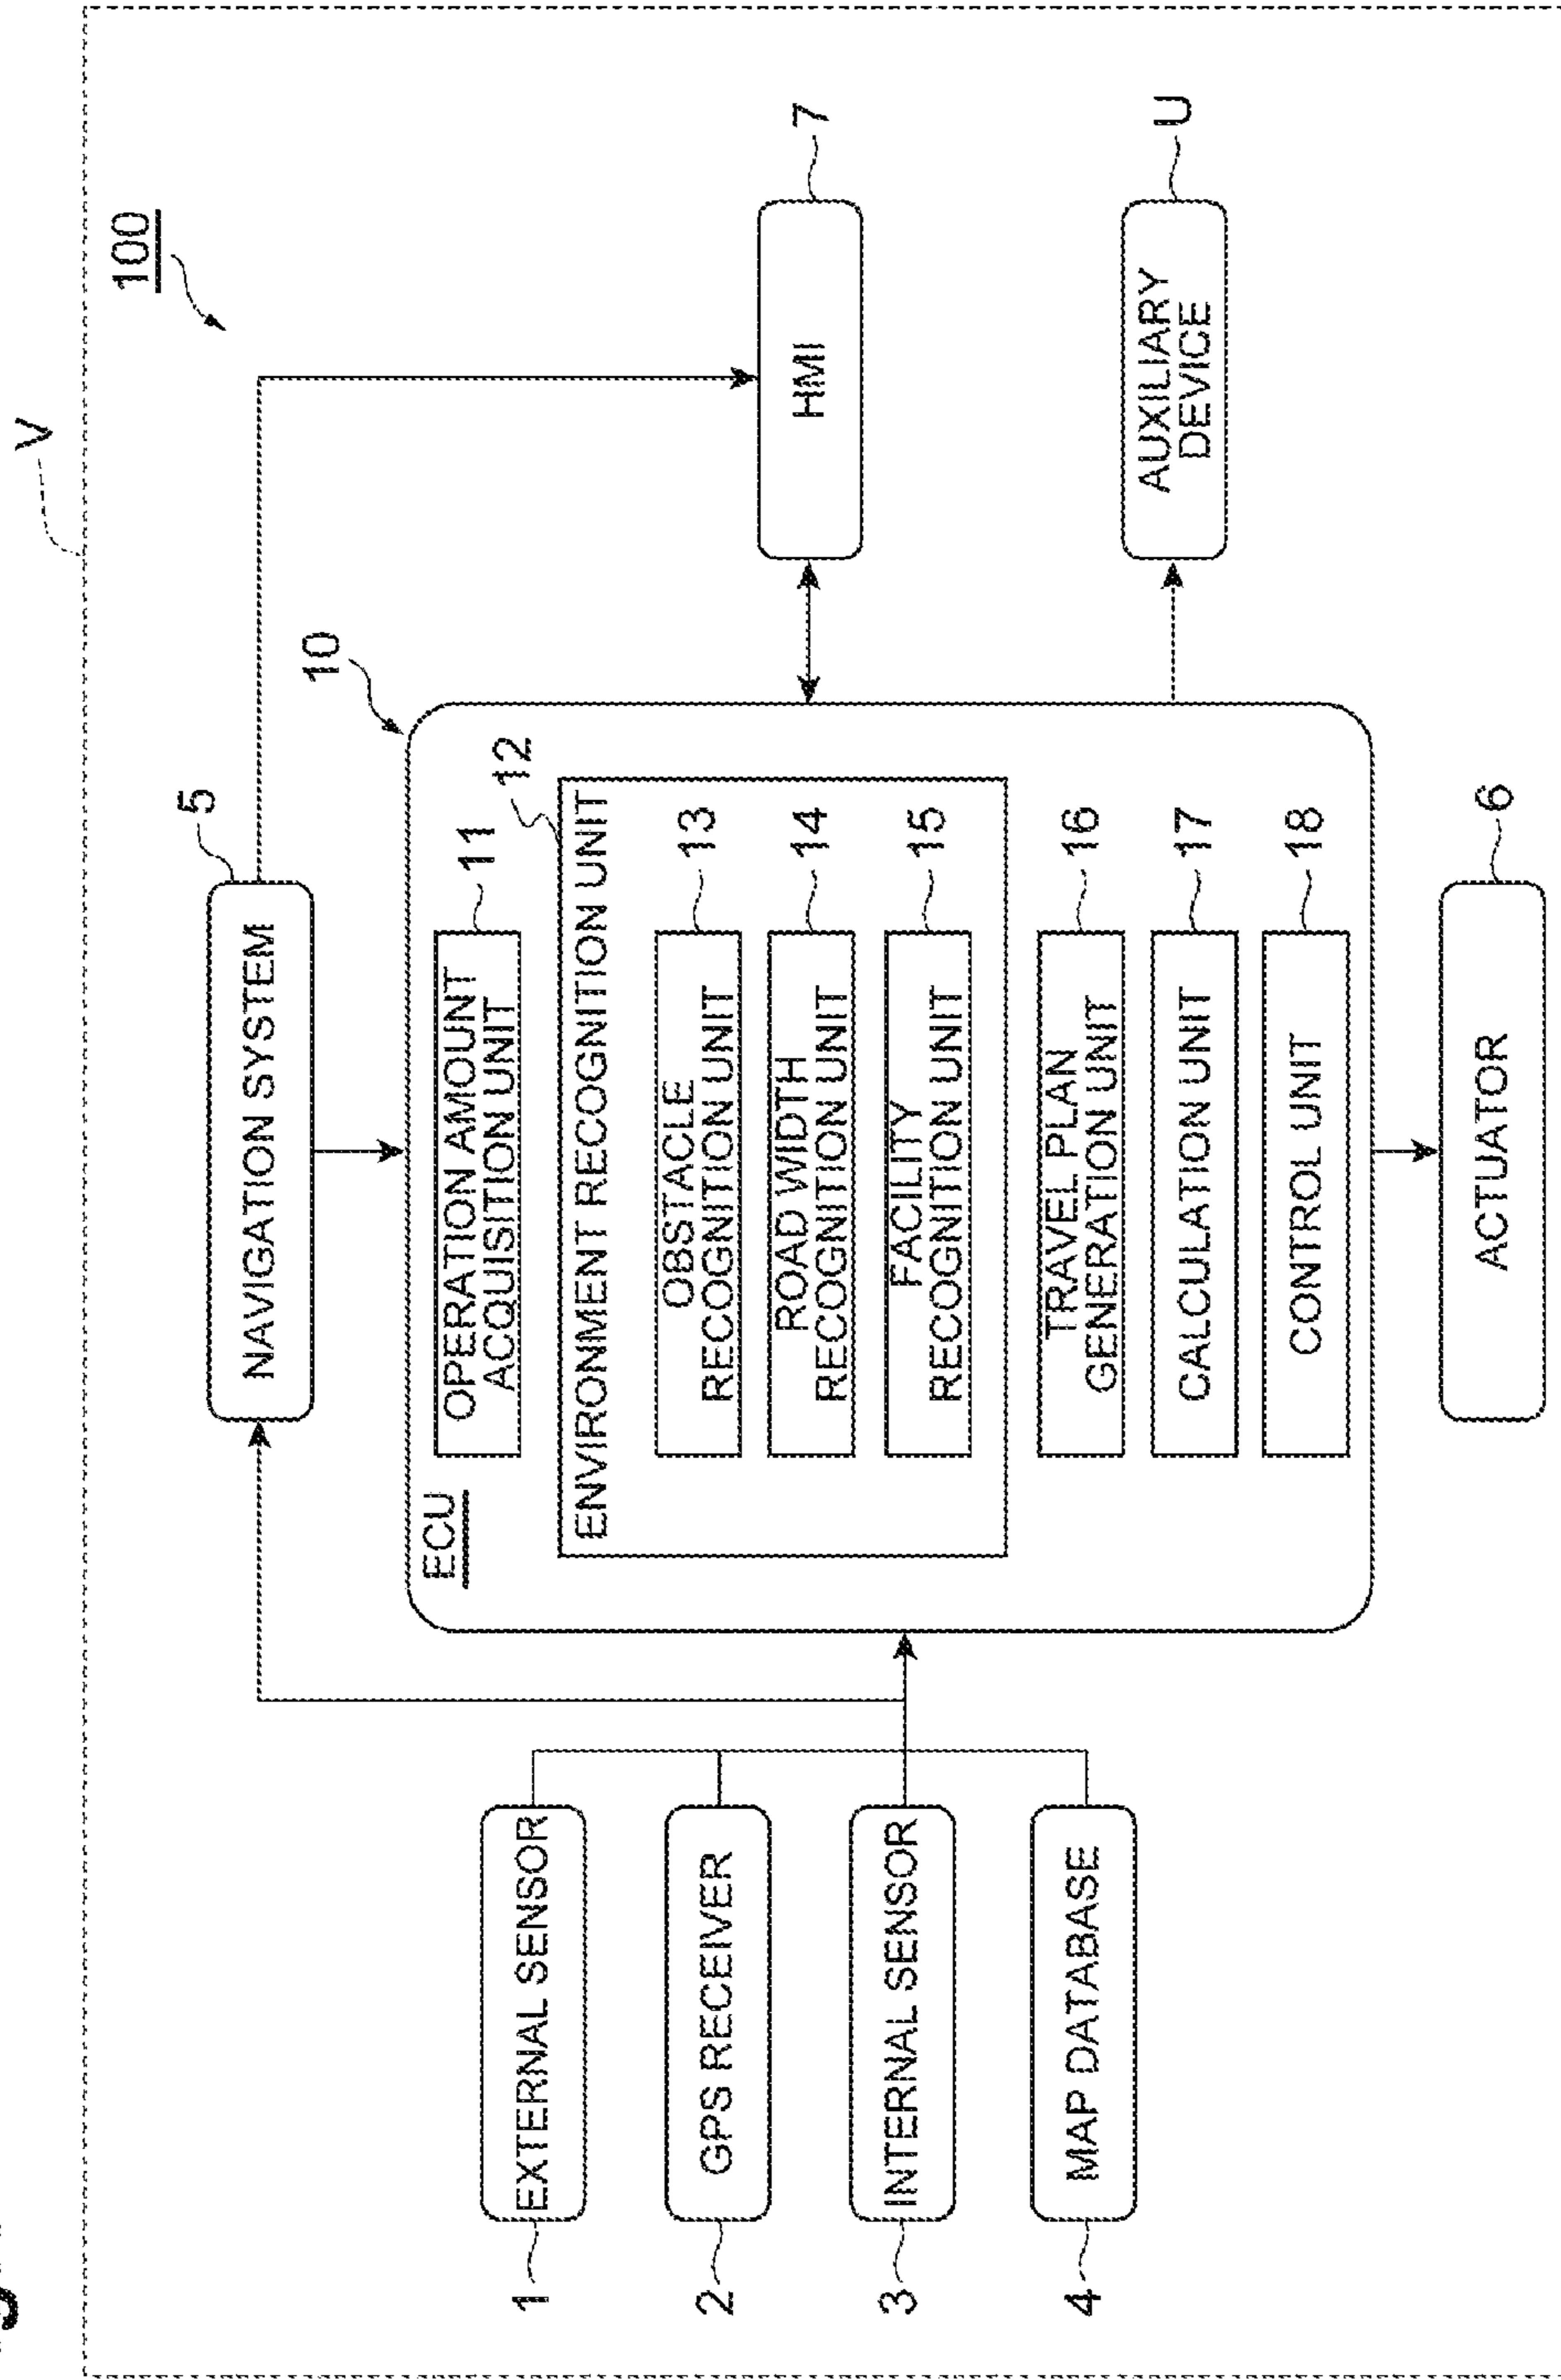 V
100
5
NAVIGATION SYSTEM
10
ECU
OPERATION AMOUNT
ACQUISITION UNIT
11
12
ENVIRONMENT RECOGNITION UNIT
OBSTACLE
RECOGNITION UNIT
13
ROAD WIDTH
RECOGNITION UNIT
14
FACILITY
RECOGNITION UNIT
15
TRAVEL PLAN
GENERATION UNIT
16
CALCULATION UNIT
17
CONTROL UNIT
18
1
EXTERNAL SENSOR
2
GPS RECEIVER
3
INTERNAL SENSOR
4
MAP DATABASE
HMI
7
AUXILIARY
DEVICE
U
ACTUATOR
6